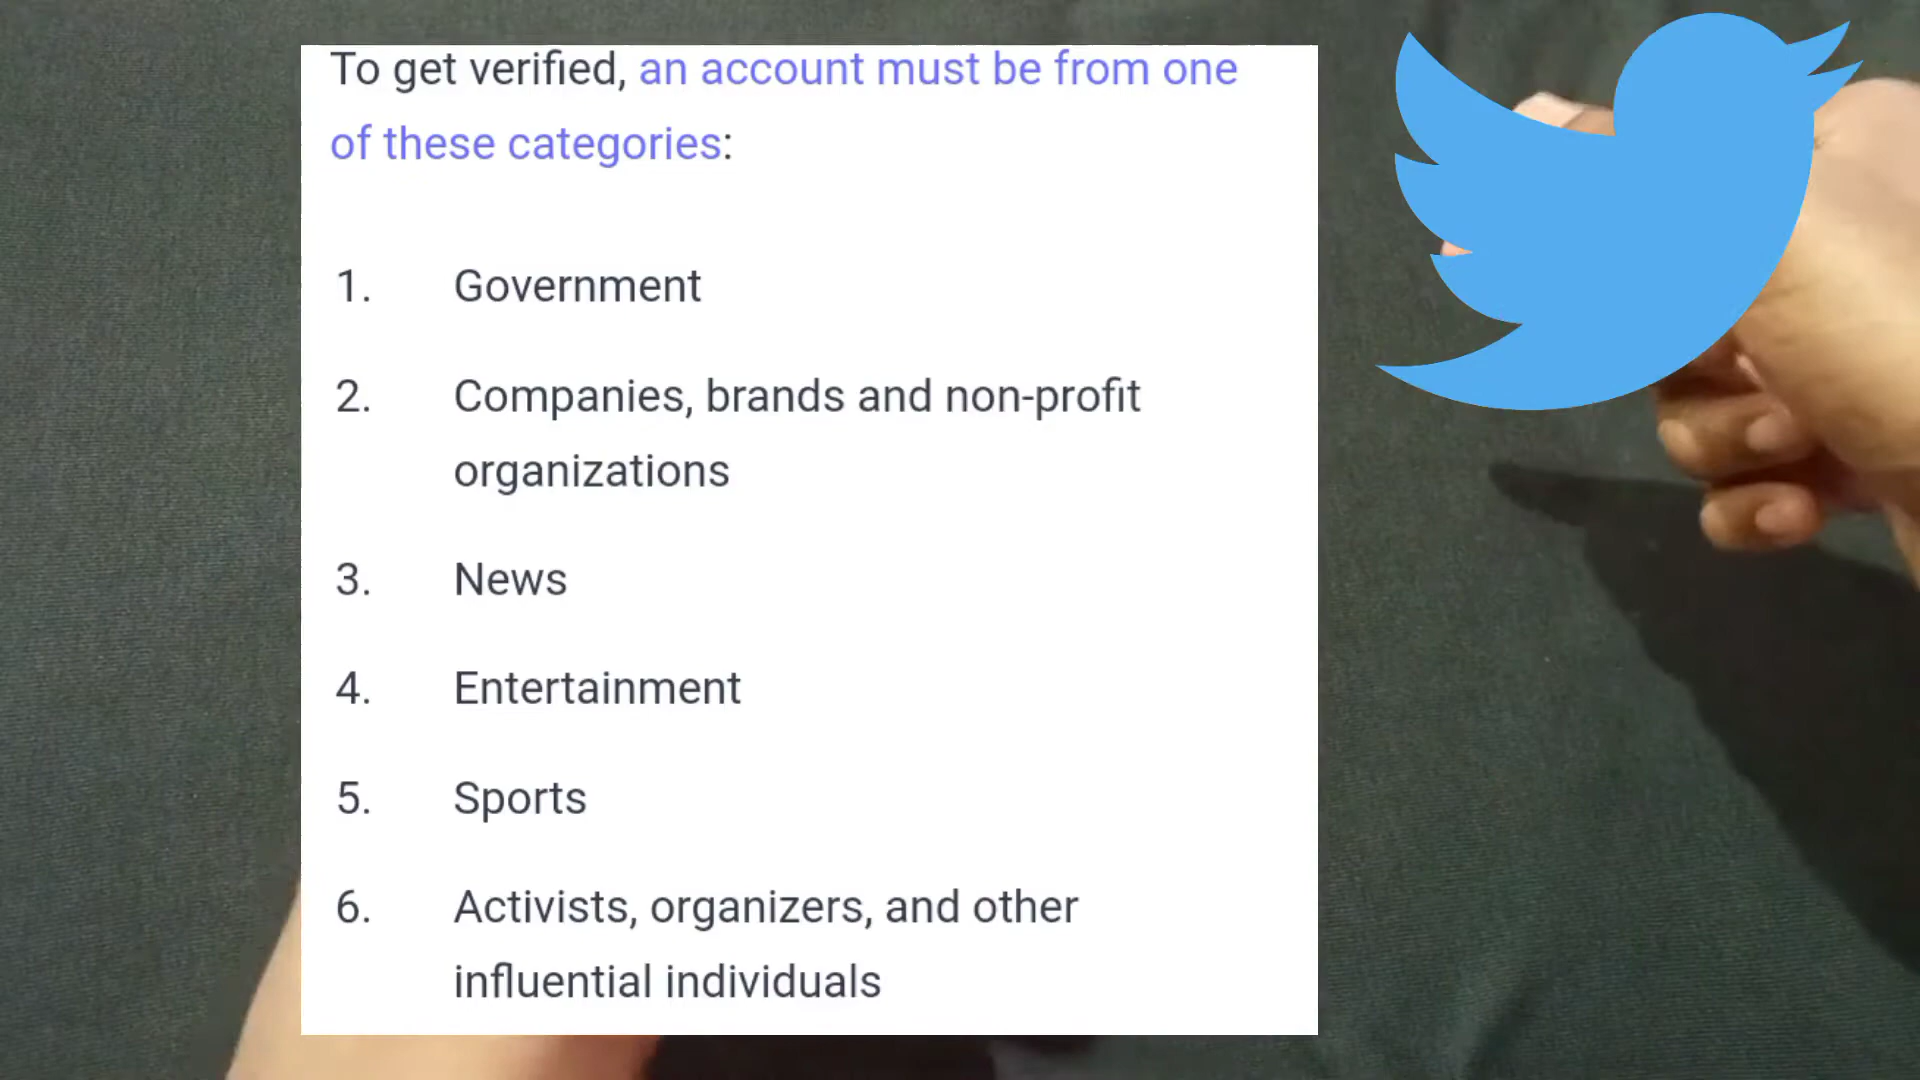 To get verified, an account must be from one
of these categories:
1. Government
2. Companies, brands and non-profit
organizations
3. News
4. Entertainment
5. Sports
6. Activists, organizers, and other
influential individuals